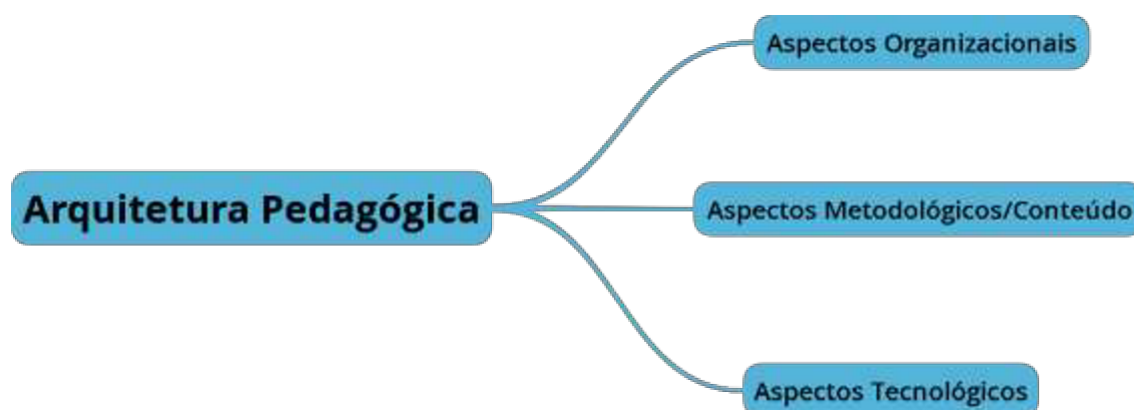 Aspectos Organizacionais
Arquitetura Pedagógica
Aspectos Metodológicos/Conteúdo
Aspectos Tecnológicos